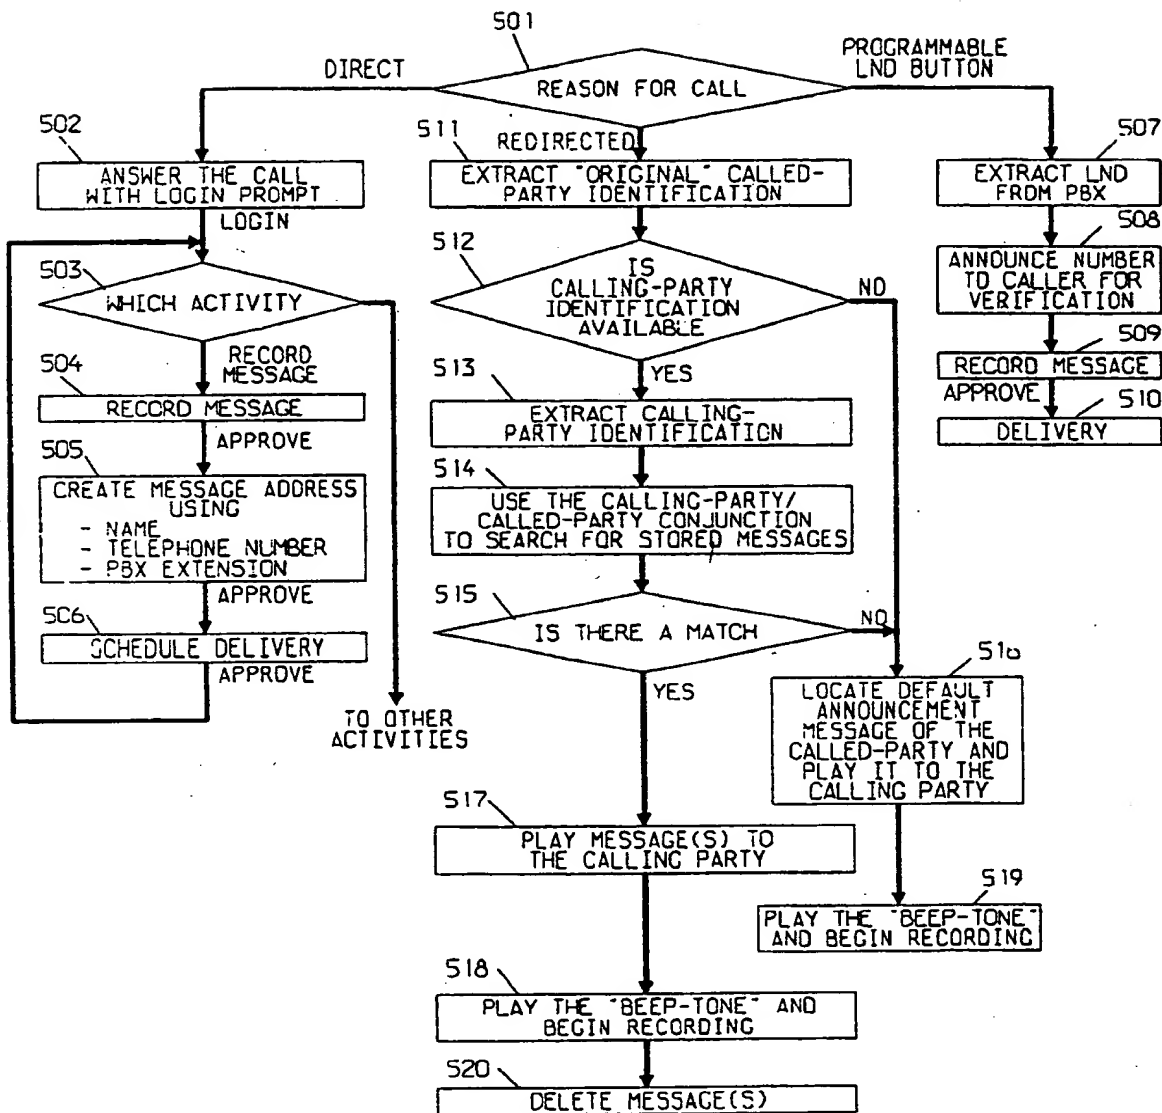 501
DIRECT
REASON FOR CALL
PROGRAMMABLE
LND BUTTON
502
ANSWER THE CALL
WITH LOGIN PROMPT
LOGIN
503
WHICH ACTIVITY
RECORD
MESSAGE
504
RECORD MESSAGE
APPROVE
505
CREATE MESSAGE ADDRESS
USING
- NAME
- TELEPHONE NUMBER
- PBX EXTENSION
APPROVE
506
SCHEDULE DELIVERY
APPROVE
TO OTHER
ACTIVITIES
511
REDIRECTED
EXTRACT "ORIGINAL" CALLED-
PARTY IDENTIFICATION
512
IS
CALLING-PARTY
IDENTIFICATION
AVAILABLE
NO
YES
513
EXTRACT CALLING-
PARTY IDENTIFICATION
514
USE THE CALLING-PARTY/
CALLED-PARTY CONJUNCTION
TO SEARCH FOR STORED MESSAGES
515
IS THERE A MATCH
NO
YES
516
LOCATE DEFAULT
ANNOUNCEMENT
MESSAGE OF THE
CALLED-PARTY AND
PLAY IT TO THE
CALLING PARTY
517
PLAY MESSAGE(S) TO
THE CALLING PARTY
519
PLAY THE "BEEP-TONE"
AND BEGIN RECORDING
518
PLAY THE "BEEP-TONE" AND
BEGIN RECORDING
520
DELETE MESSAGE(S)
507
EXTRACT LND
FROM PBX
508
ANNOUNCE NUMBER
TO CALLER FOR
VERIFICATION
509
RECORD MESSAGE
APPROVE
510
DELIVERY